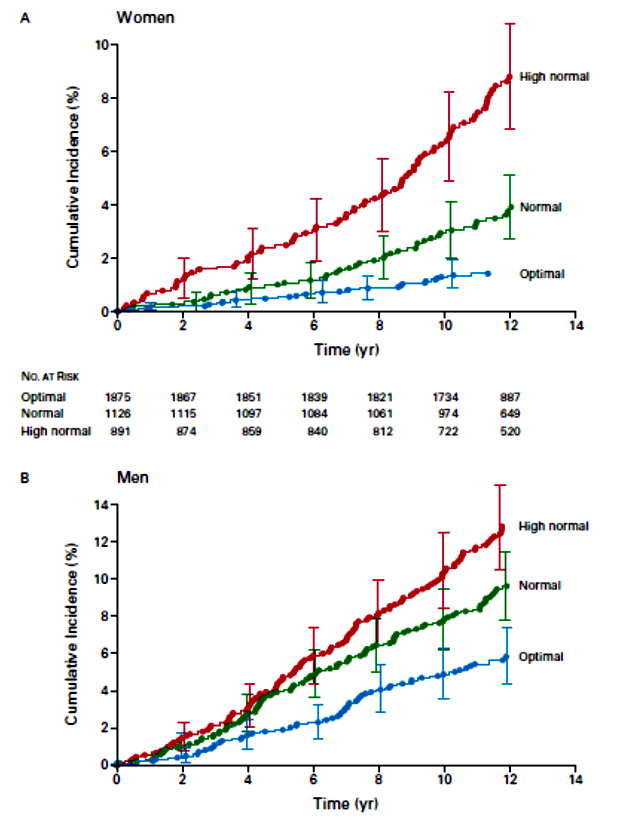 A Women
10
8
6
4
2
0
Cumulative Incidence (%)
High normal
Normal
Optimal
0 2 4 6 8 10 12 14
Time (yr)
No. at Risk
Optimal 1875 1867 1851 1839 1821 1734 887
Normal 1126 1115 1097 1084 1061 974 649
High normal 891 874 859 840 812 722 520
B Men
14
12
10
8
6
4
2
0
Cumulative Incidence (%)
High normal
Normal
Optimal
0 2 4 6 8 10 12 14
Time (yr)